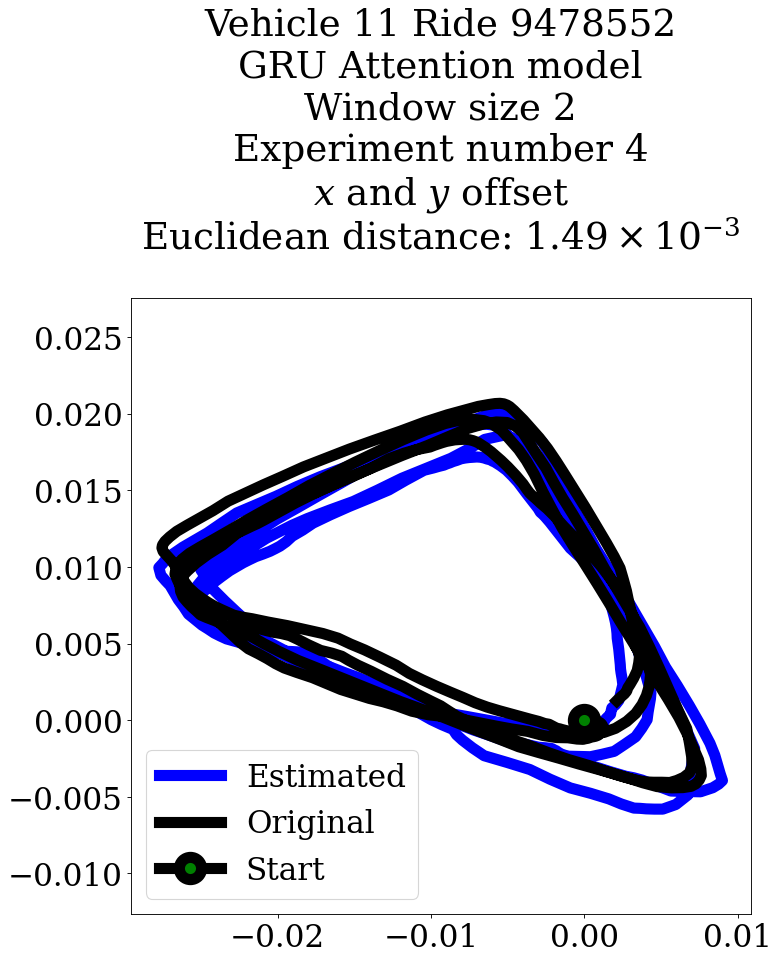 Vehicle 11 Ride 9478552
GRU Attention model
Window size 2
Experiment number 4
x and y offset
Euclidean distance: 1.49 × 10⁻³
0.025
0.020
0.015
0.010
0.005
0.000
−0.005
−0.010
Estimated
Original
Start
−0.02 −0.01 0.00 0.01